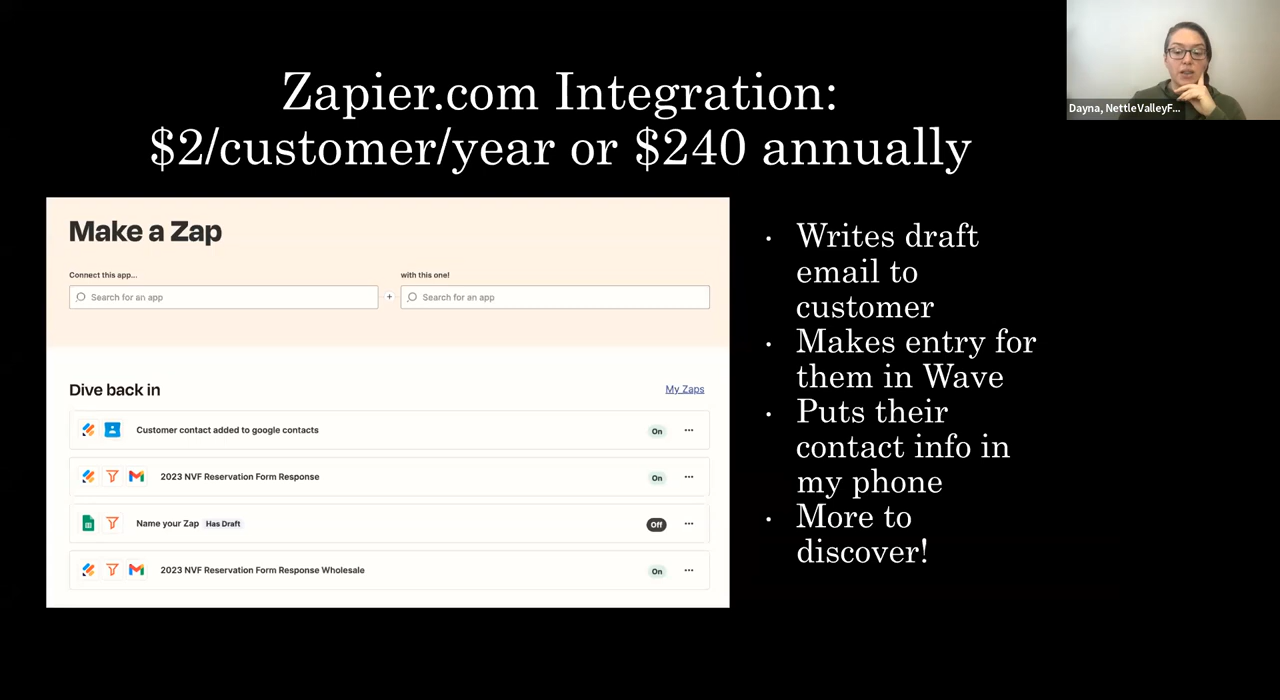 Zapier.com Integration:
$2/customer/year or $240 annually
Dayna, NettleValleyF...
Make a Zap
Connect this app...
with this one!
Search for an app
+
Search for an app
Dive back in
My Zaps
Customer contact added to google contacts
On
2023 NVF Reservation Form Response
On
Name your Zap Has Draft
Off
2023 NVF Reservation Form Response Wholesale
On
• Writes draft
email to
customer
• Makes entry for
them in Wave
• Puts their
contact info in
my phone
• More to
discover!